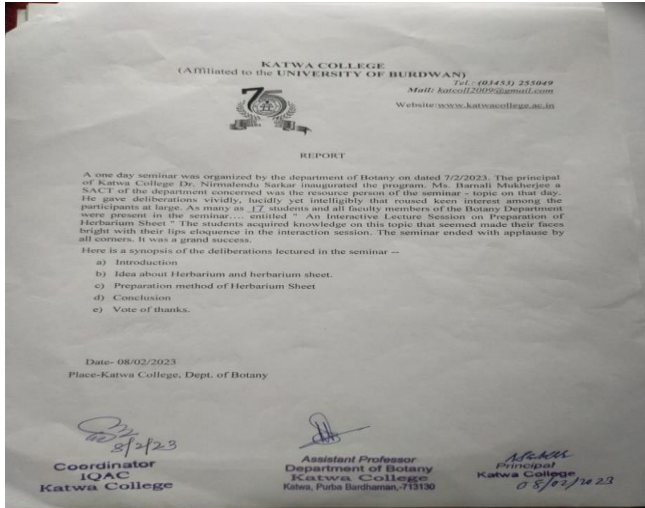 KATWA COLLEGE
(Affiliated to the UNIVERSITY OF BURDWAN)
Tel.: (03453) 255049
Mail: katcoll2009@gmail.com
Website:www.katwacollege.ac.in
75
REPORT
A one day seminar was organized by the department of Botany on dated 7/2/2023. The principal
of Katwa College Dr. Nirmalendu Sarkar inaugurated the program. Ms. Barnali Mukherjee a
SACT of the department concerned was the resource person of the seminar - topic on that day.
He gave deliberations vividly, lucidly yet intelligibly that roused keen interest among the
participants at large. As many as 17 students and all faculty members of the Botany Department
were present in the seminar.... entitled " An Interactive Lecture Session on Preparation of
Herbarium Sheet " The students acquired knowledge on this topic that seemed made their faces
bright with their lips eloquence in the interaction session. The seminar ended with applause by
all corners. It was a grand success.
Here is a synopsis of the deliberations lectured in the seminar --
a) Introduction
b) Idea about Herbarium and herbarium sheet.
c) Preparation method of Herbarium Sheet
d) Conclusion
e) Vote of thanks.
Date- 08/02/2023
Place-Katwa College, Dept. of Botany
8/2/23
Coordinator
IQAC
Katwa College
Assistant Professor
Department of Botany
Katwa College
Katwa, Purba Bardhaman,-713130
Principal
Katwa College
08/02/2023